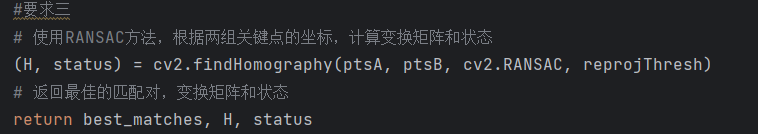 #要求三
# 使用RANSAC方法，根据两组关键点的坐标，计算变换矩阵和状态
(H, status) = cv2.findHomography(ptsA, ptsB, cv2.RANSAC, reprojThresh)
# 返回最佳的匹配对，变换矩阵和状态
return best_matches, H, status